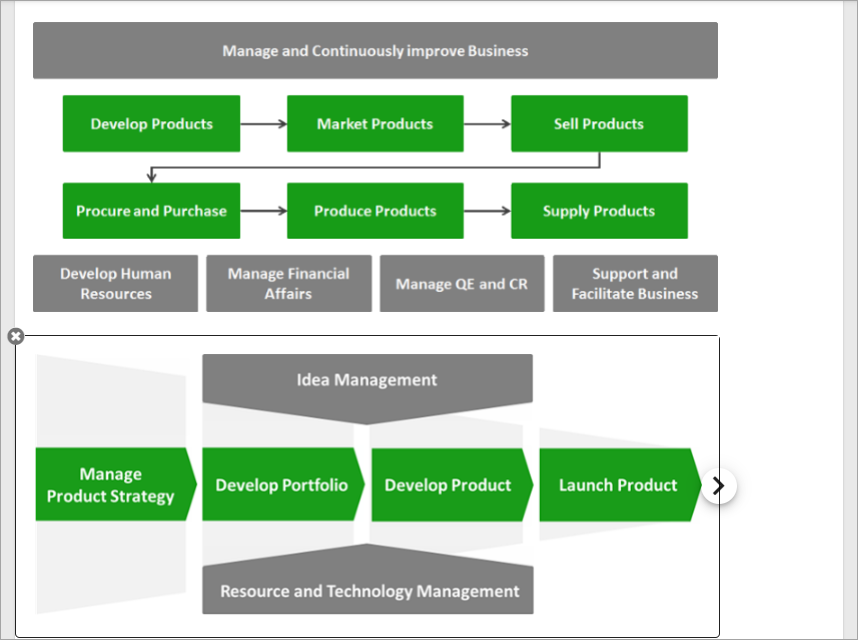 Manage and Continuously improve Business
Develop Products
Market Products
Sell Products
Procure and Purchase
Produce Products
Supply Products
Develop Human
Resources
Manage Financial
Affairs
Manage QE and CR
Support and
Facilitate Business
Idea Management
Manage
Product Strategy
Develop Portfolio
Develop Product
Launch Product
Resource and Technology Management